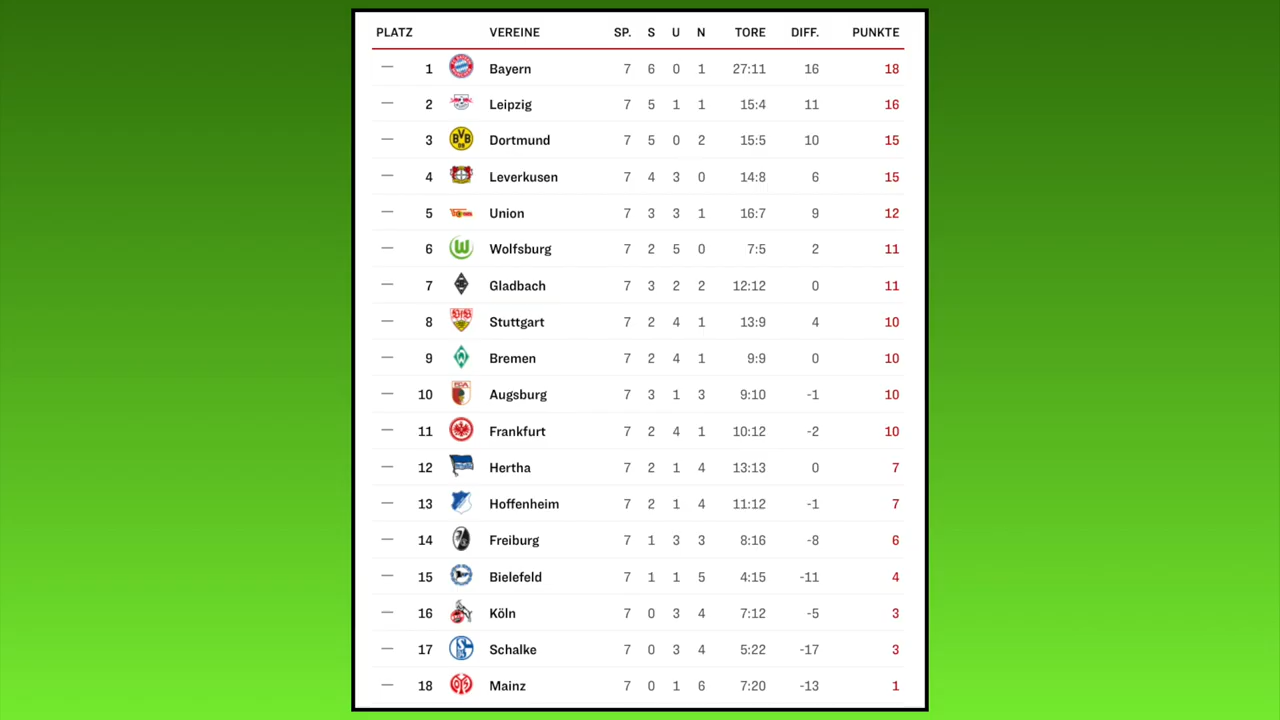 PLATZ VEREINE SP. S U N TORE DIFF. PUNKTE
— 1 Bayern 7 6 0 1 27:11 16 18
— 2 Leipzig 7 5 1 1 15:4 11 16
— 3 Dortmund 7 5 0 2 15:5 10 15
— 4 Leverkusen 7 4 3 0 14:8 6 15
— 5 Union 7 3 3 1 16:7 9 12
— 6 Wolfsburg 7 2 5 0 7:5 2 11
— 7 Gladbach 7 3 2 2 12:12 0 11
— 8 Stuttgart 7 2 4 1 13:9 4 10
— 9 Bremen 7 2 4 1 9:9 0 10
— 10 Augsburg 7 3 1 3 9:10 -1 10
— 11 Frankfurt 7 2 4 1 10:12 -2 10
— 12 Hertha 7 2 1 4 13:13 0 7
— 13 Hoffenheim 7 2 1 4 11:12 -1 7
— 14 Freiburg 7 1 3 3 8:16 -8 6
— 15 Bielefeld 7 1 1 5 4:15 -11 4
— 16 Köln 7 0 3 4 7:12 -5 3
— 17 Schalke 7 0 3 4 5:22 -17 3
— 18 Mainz 7 0 1 6 7:20 -13 1